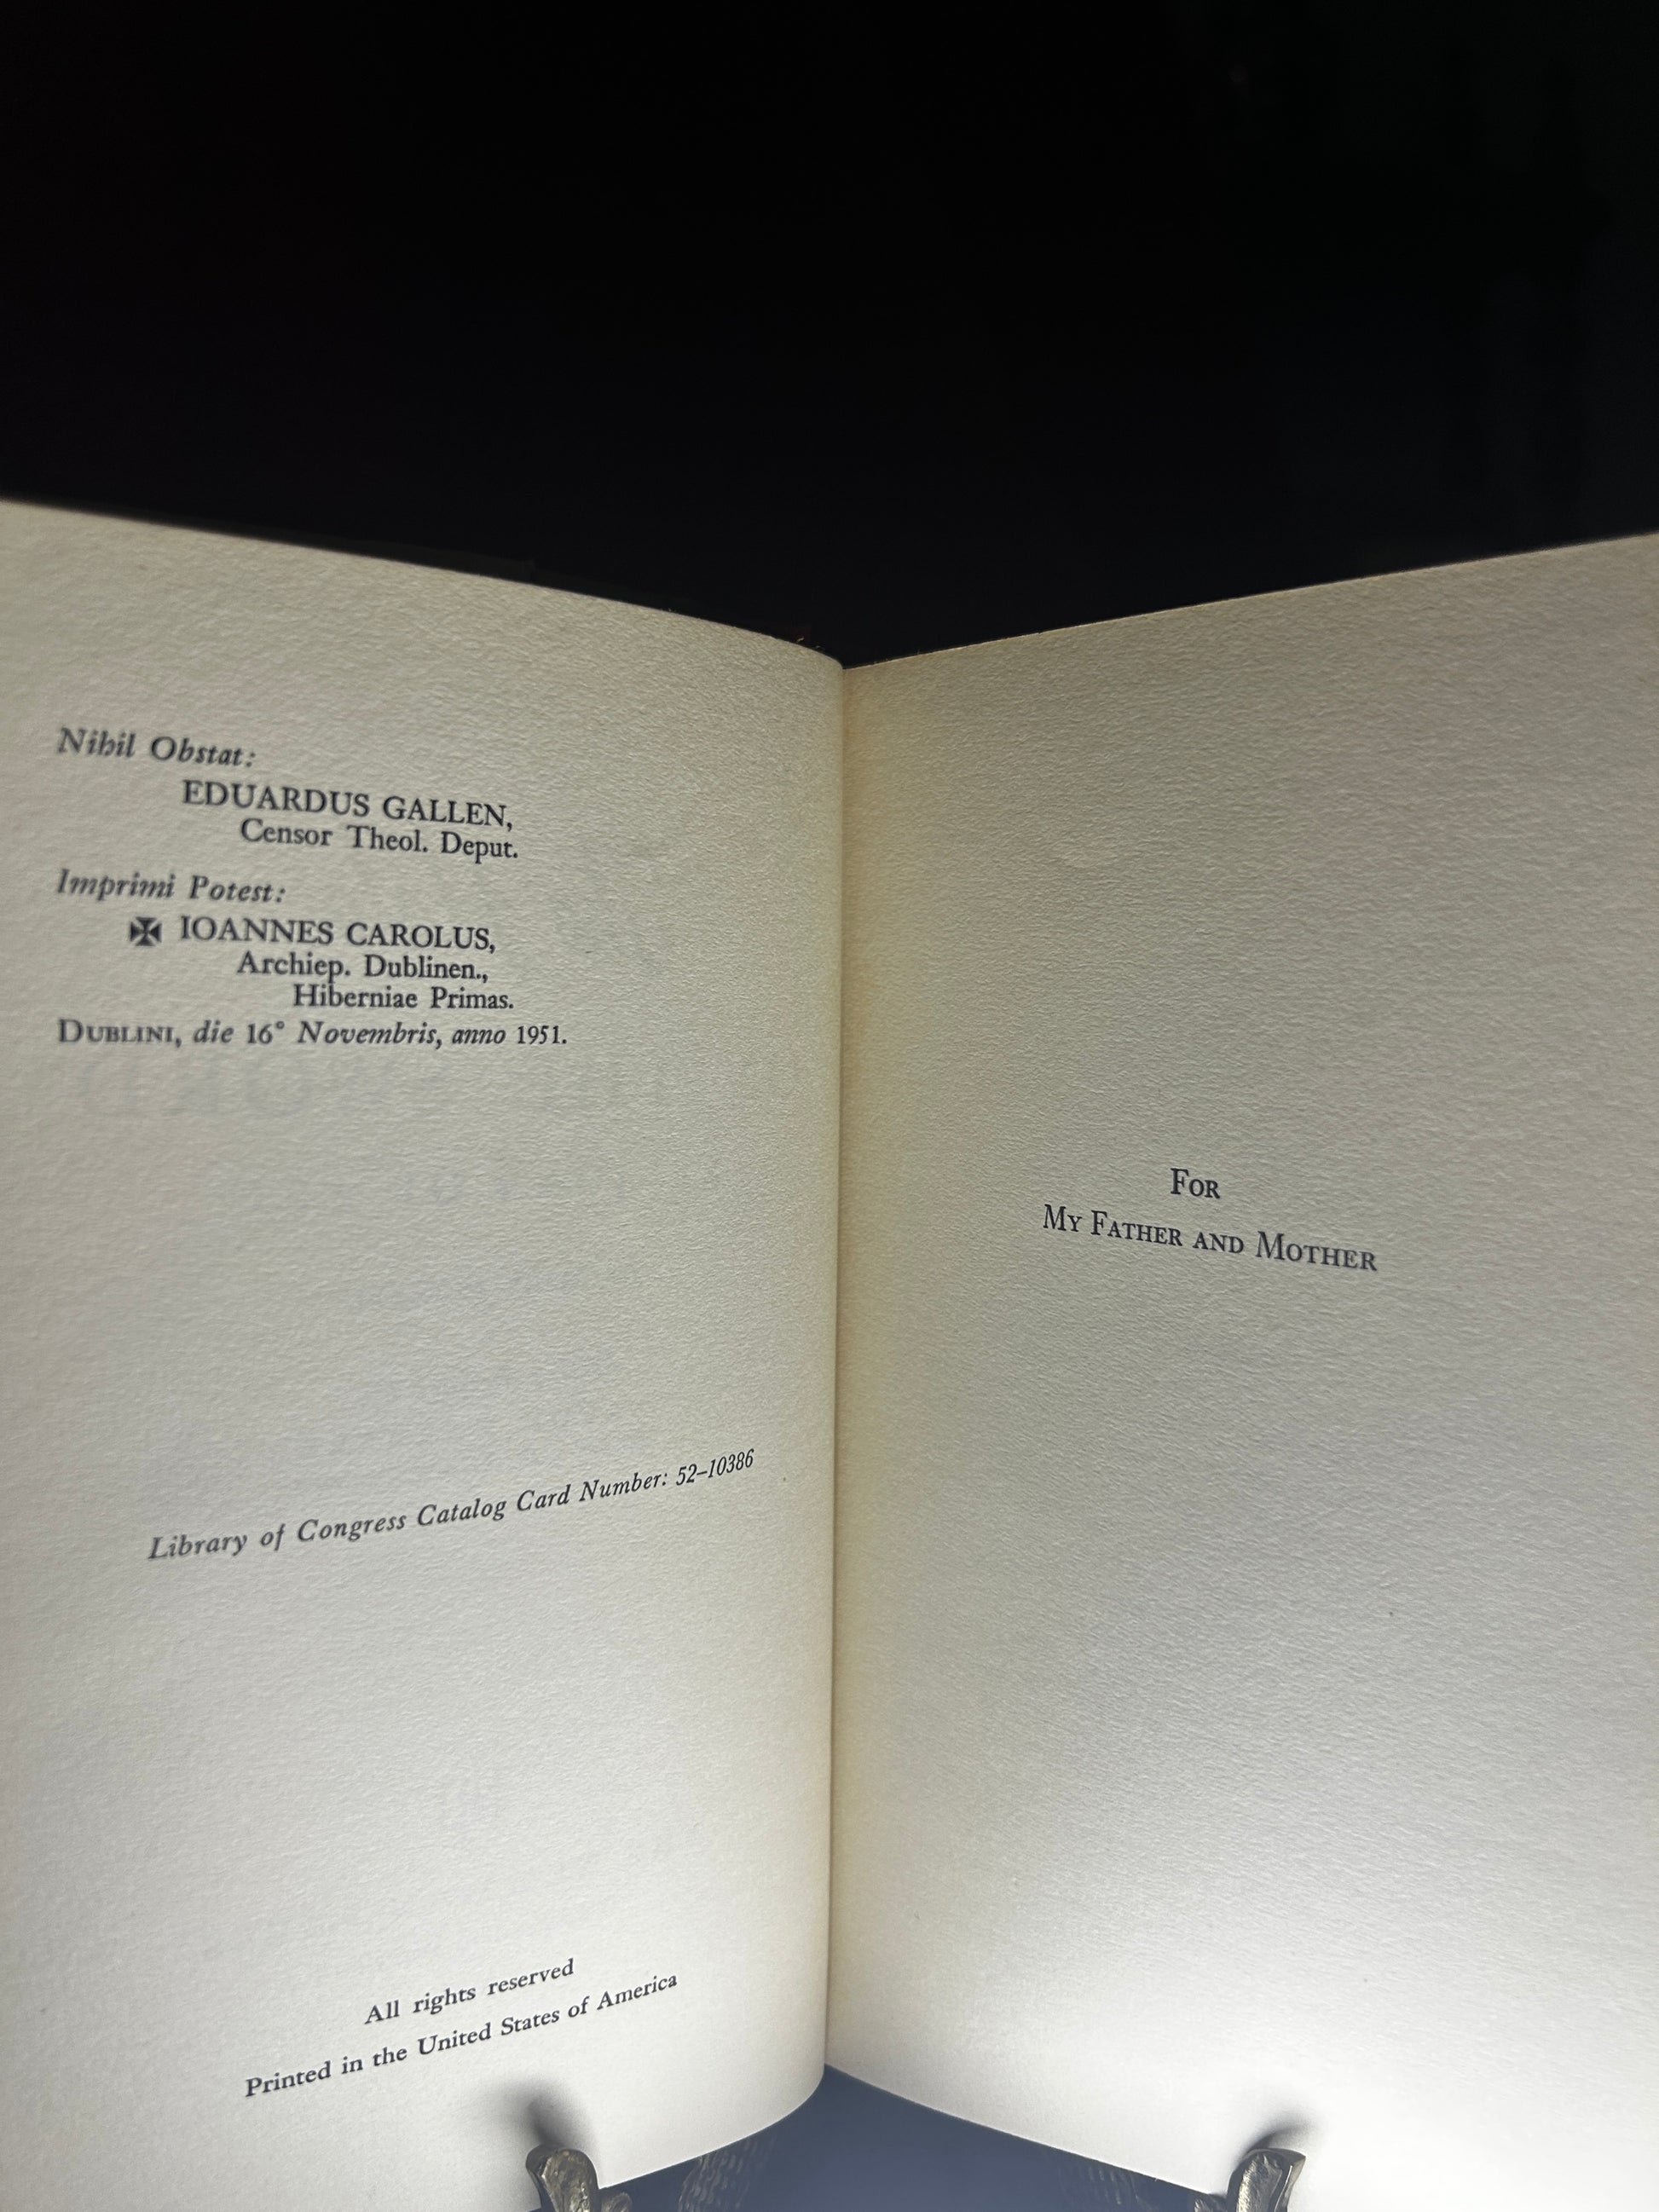 Nihil Obstat:
EDUARDUS GALLEN,
Censor Theol. Deput.
Imprimi Potest:
✠ IOANNES CAROLUS,
Archiep. Dublinen.,
Hiberniae Primas.
DUBLINI, die 16° Novembris, anno 1951.
Library of Congress Catalog Card Number: 52–10386
All rights reserved
Printed in the United States of America
FOR
MY FATHER AND MOTHER